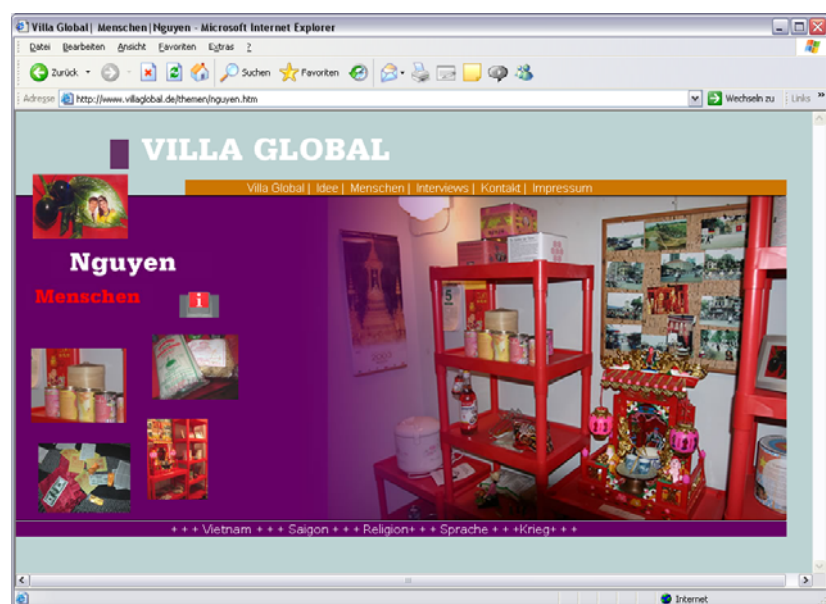 Villa Global| Menschen|Nguyen - Microsoft Internet Explorer
Datei Bearbeiten Ansicht Favoriten Extras ?
Zurück Suchen Favoriten
Adresse http://www.villaglobal.de/themen/nguyen.htm Wechseln zu Links »
VILLA GLOBAL
Villa Global | Idee | Menschen | Interviews | Kontakt | Impressum
Nguyen
Menschen
i
5
+ + + Vietnam + + + Saigon + + + Religion+ + + Sprache + + +Krieg+ + +
Internet